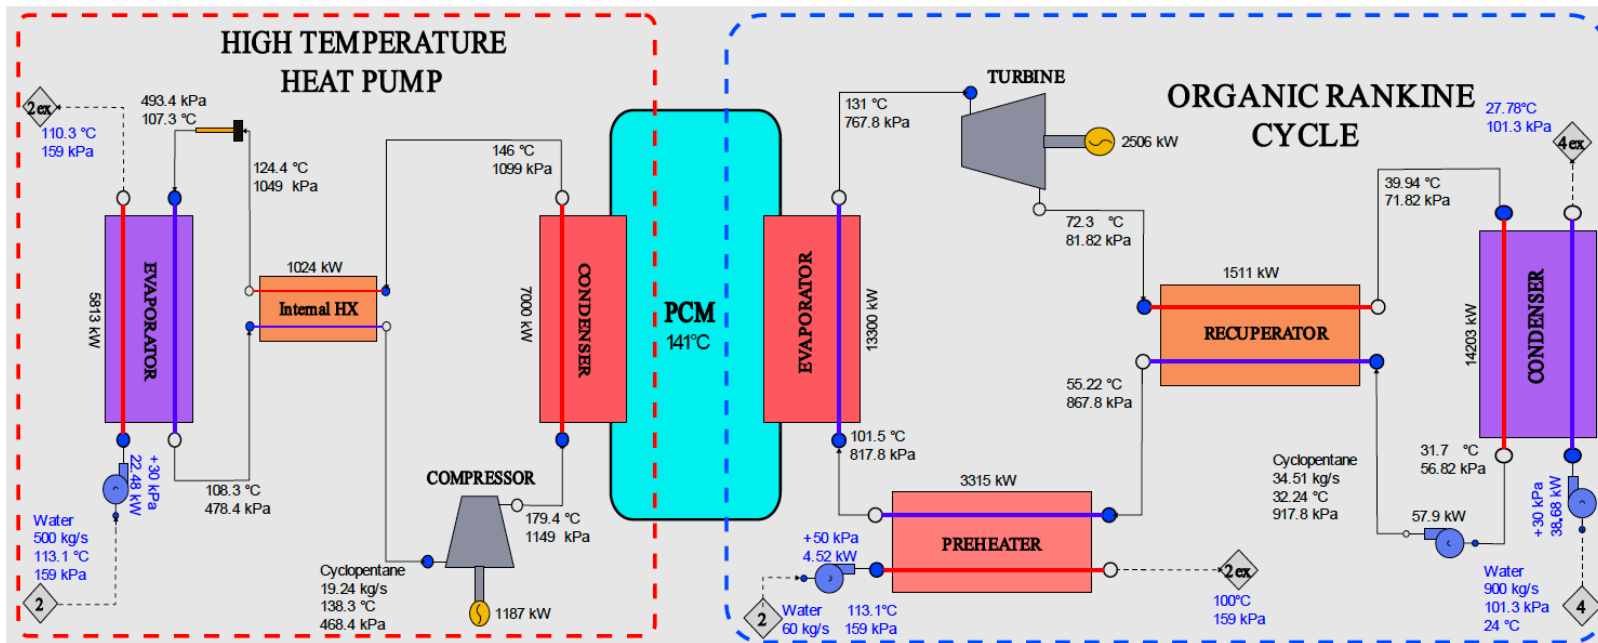 HIGH TEMPERATURE
HEAT PUMP
2ex
110.3 °C
159 kPa
493.4 kPa
107.3 °C
124.4 °C
1049 kPa
146 °C
1099 kPa
EVAPORATOR
5813 kW
1024 kW
Internal HX
CONDENSER
7000 kW
+30 kPa
22.48 kW
108.3 °C
478.4 kPa
COMPRESSOR
179.4 °C
1149 kPa
Water
500 kg/s
113.1 °C
159 kPa
2
Cyclopentane
19.24 kg/s
138.3 °C
468.4 kPa
1187 kW
PCM
141°C
ORGANIC RANKINE
CYCLE
TURBINE
131 °C
767.8 kPa
2506 kW
27.78°C
101.3 kPa
4ex
72.3 °C
81.82 kPa
39.94 °C
71.82 kPa
EVAPORATOR
13300 kW
1511 kW
RECUPERATOR
CONDENSER
14203 kW
55.22 °C
867.8 kPa
101.5 °C
817.8 kPa
3315 kW
PREHEATER
+50 kPa
4.52 kW
2
Water
60 kg/s
113.1°C
159 kPa
2ex
100°C
159 kPa
Cyclopentane
34.51 kg/s
32.24 °C
917.8 kPa
57.9 kW
31.7 °C
56.82 kPa
+30 kPa
38.68 kW
Water
900 kg/s
101.3 kPa
24 °C
4